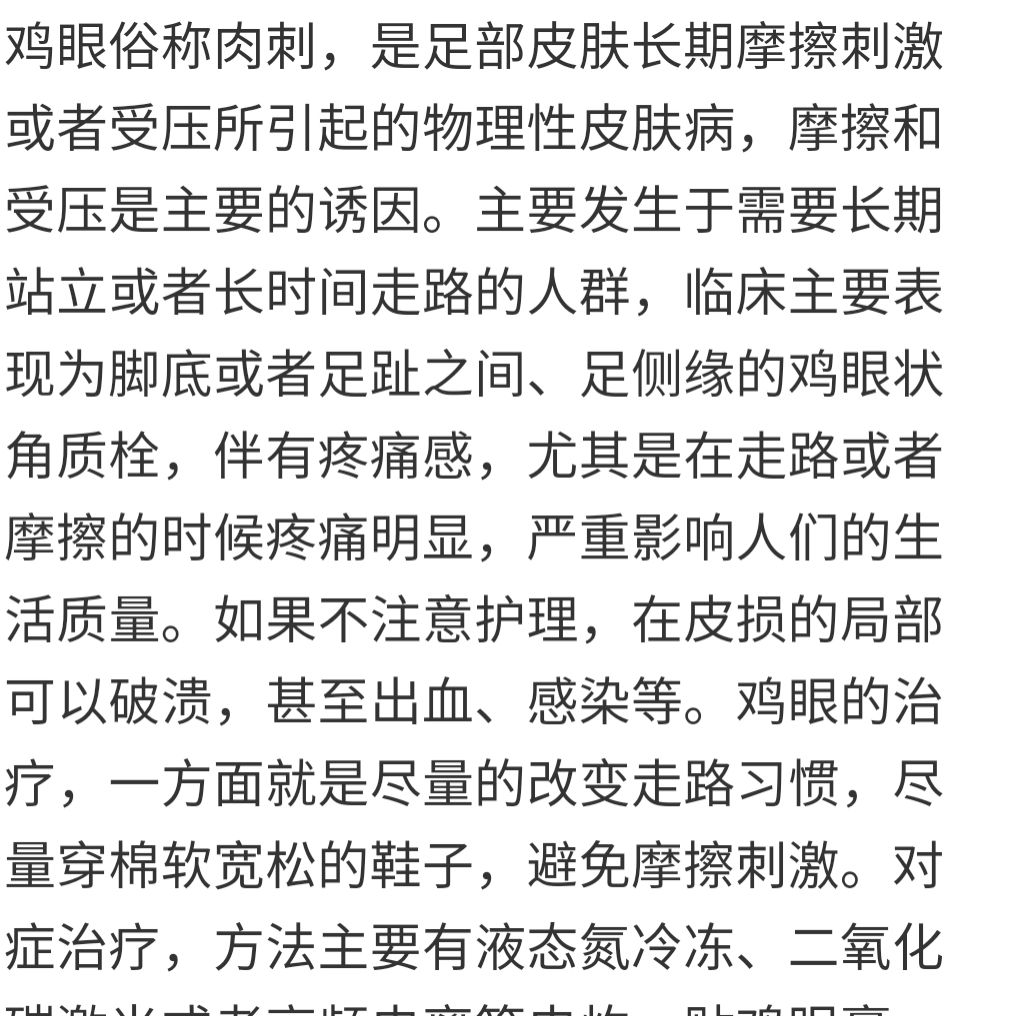 鸡眼俗称肉刺，是足部皮肤长期摩擦刺激
或者受压所引起的物理性皮肤病，摩擦和
受压是主要的诱因。主要发生于需要长期
站立或者长时间走路的人群，临床主要表
现为脚底或者足趾之间、足侧缘的鸡眼状
角质栓，伴有疼痛感，尤其是在走路或者
摩擦的时候疼痛明显，严重影响人们的生
活质量。如果不注意护理，在皮损的局部
可以破溃，甚至出血、感染等。鸡眼的治
疗，一方面就是尽量的改变走路习惯，尽
量穿棉软宽松的鞋子，避免摩擦刺激。对
症治疗，方法主要有液态氮冷冻、二氧化